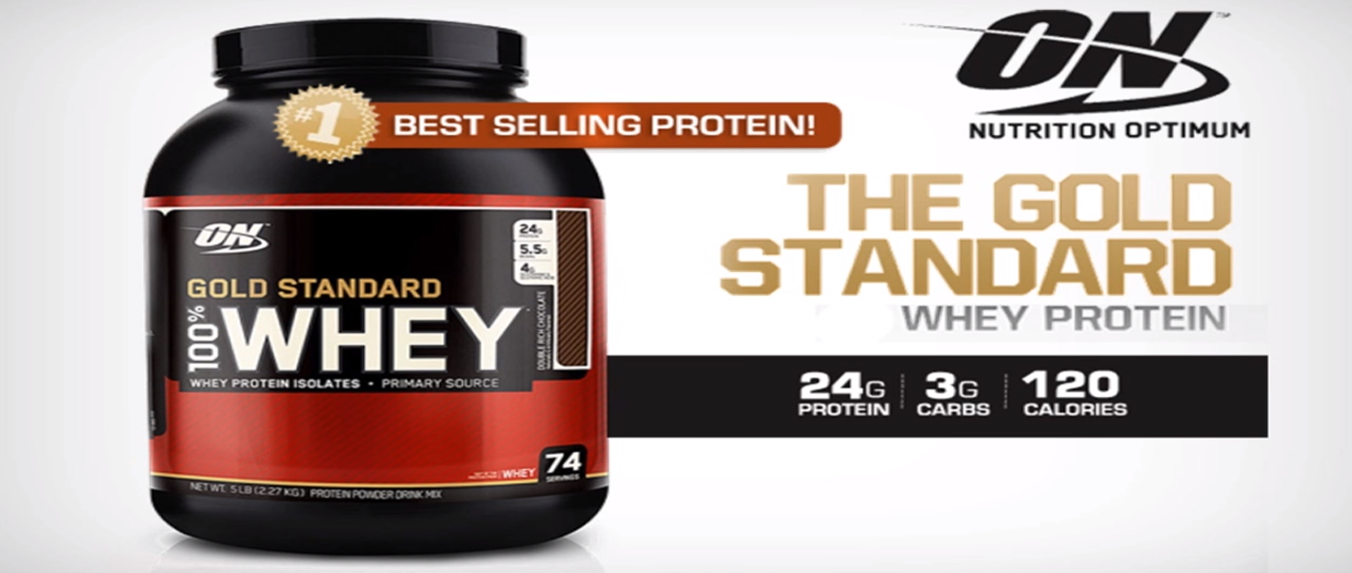 ON
NUTRITION OPTIMUM
#1 BEST SELLING PROTEIN!
THE GOLD
STANDARD
WHEY PROTEIN
24G PROTEIN
3G CARBS
120 CALORIES
ON
24G
5.5G
4G
GOLD STANDARD
100% WHEY
DOUBLE RICH CHOCOLATE
WHEY PROTEIN ISOLATES • PRIMARY SOURCE
WHEY
74
SERVINGS
NET WT. 5 LB (2.27 KG) PROTEIN POWDER DRINK MIX